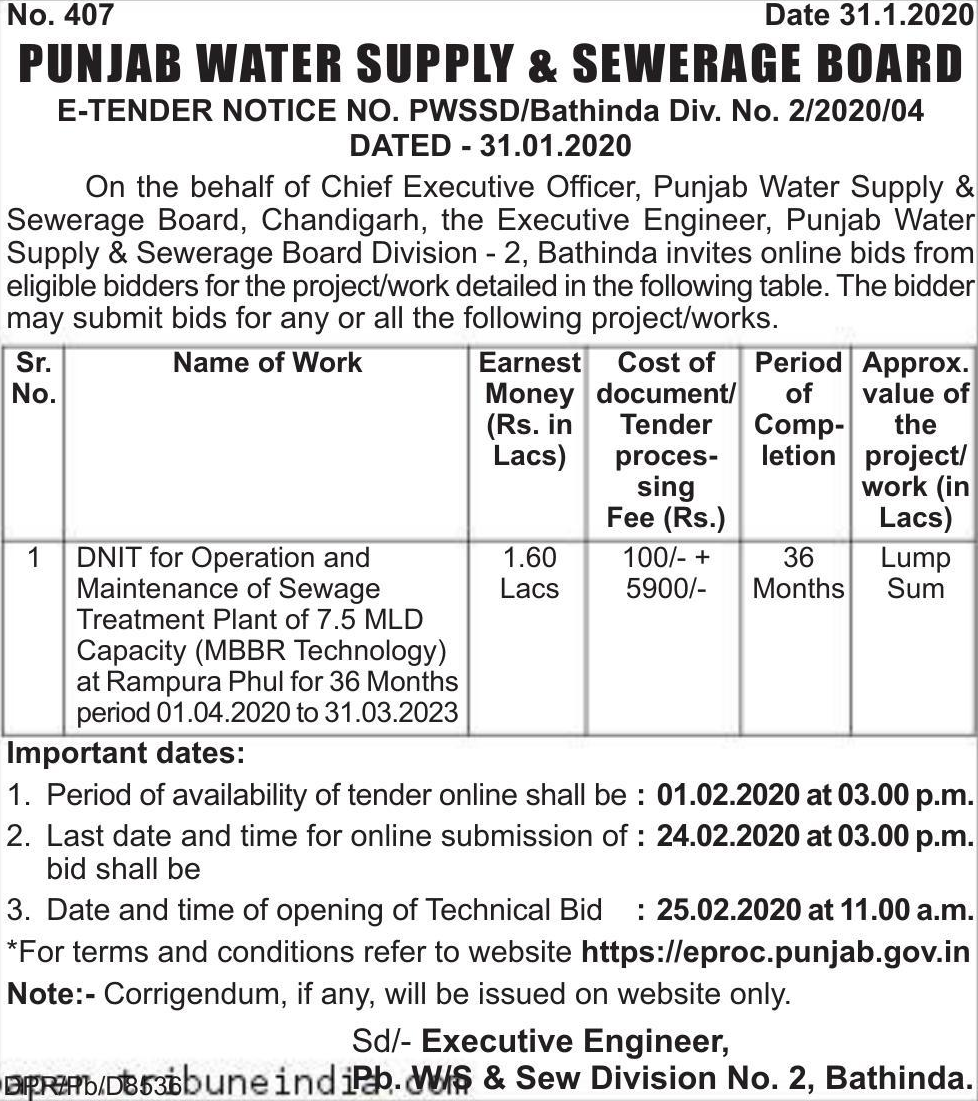 No. 407 Date 31.1.2020
PUNJAB WATER SUPPLY & SEWERAGE BOARD
E-TENDER NOTICE NO. PWSSD/Bathinda Div. No. 2/2020/04
DATED - 31.01.2020
On the behalf of Chief Executive Officer, Punjab Water Supply &
Sewerage Board, Chandigarh, the Executive Engineer, Punjab Water
Supply & Sewerage Board Division - 2, Bathinda invites online bids from
eligible bidders for the project/work detailed in the following table. The bidder
may submit bids for any or all the following project/works.
Sr. No. | Name of Work | Earnest Money (Rs. in Lacs) | Cost of document/ Tender proces- sing Fee (Rs.) | Period of Comp- letion | Approx. value of the project/ work (in Lacs)
1 | DNIT for Operation and | 1.60 | 100/- + | 36 | Lump
Maintenance of Sewage | Lacs | 5900/- | Months | Sum
Treatment Plant of 7.5 MLD
Capacity (MBBR Technology)
at Rampura Phul for 36 Months
period 01.04.2020 to 31.03.2023
Important dates:
1. Period of availability of tender online shall be : 01.02.2020 at 03.00 p.m.
2. Last date and time for online submission of : 24.02.2020 at 03.00 p.m.
bid shall be
3. Date and time of opening of Technical Bid : 25.02.2020 at 11.00 a.m.
*For terms and conditions refer to website https://eproc.punjab.gov.in
Note:- Corrigendum, if any, will be issued on website only.
Sd/- Executive Engineer,
Pb. W/S & Sew Division No. 2, Bathinda.
DPR/Pb/D8536
tribuneindia.com